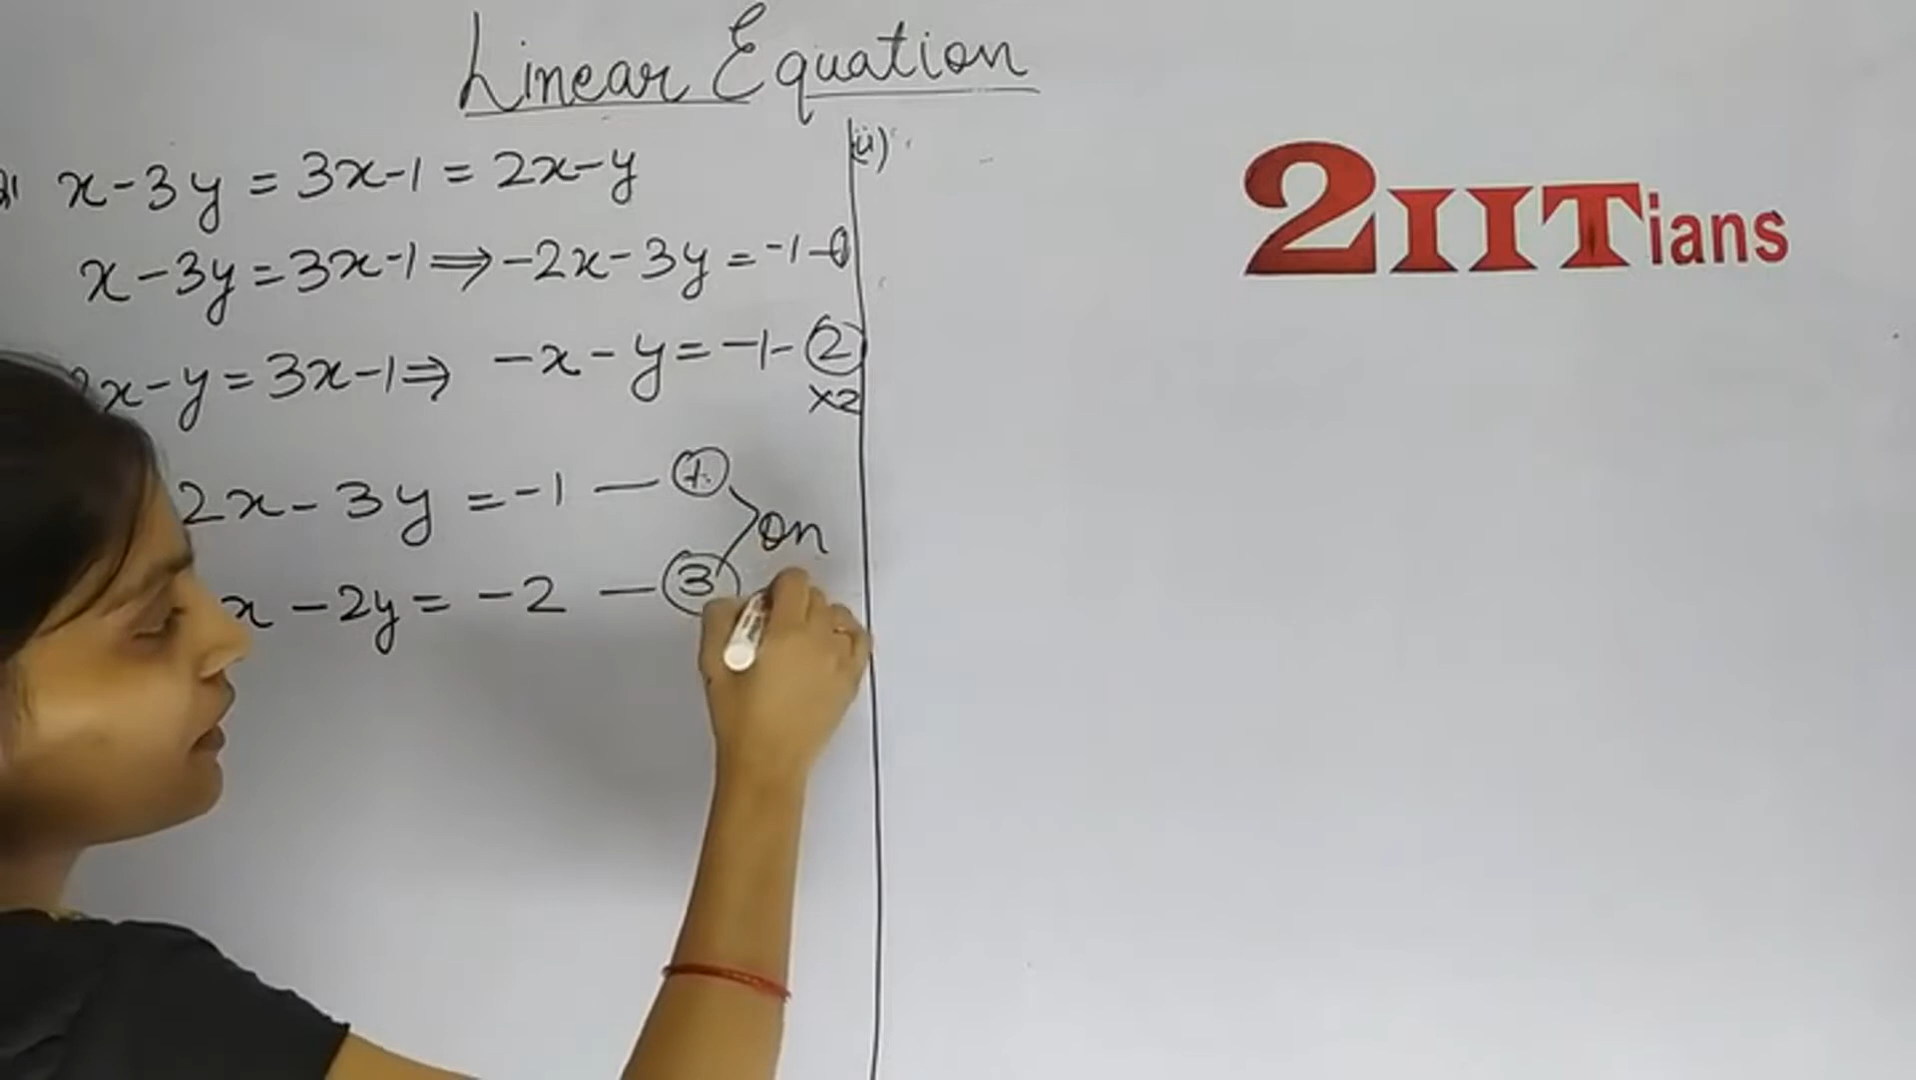 Linear Equation
x-3y = 3x-1 = 2x-y
x-3y=3x-1 ⇒ -2x-3y = -1 - ①
x-y=3x-1 ⇒ -x-y = -1 - ②
×2
2x-3y = -1 — ①
on
x-2y = -2 — ③
(ii)
2IITians